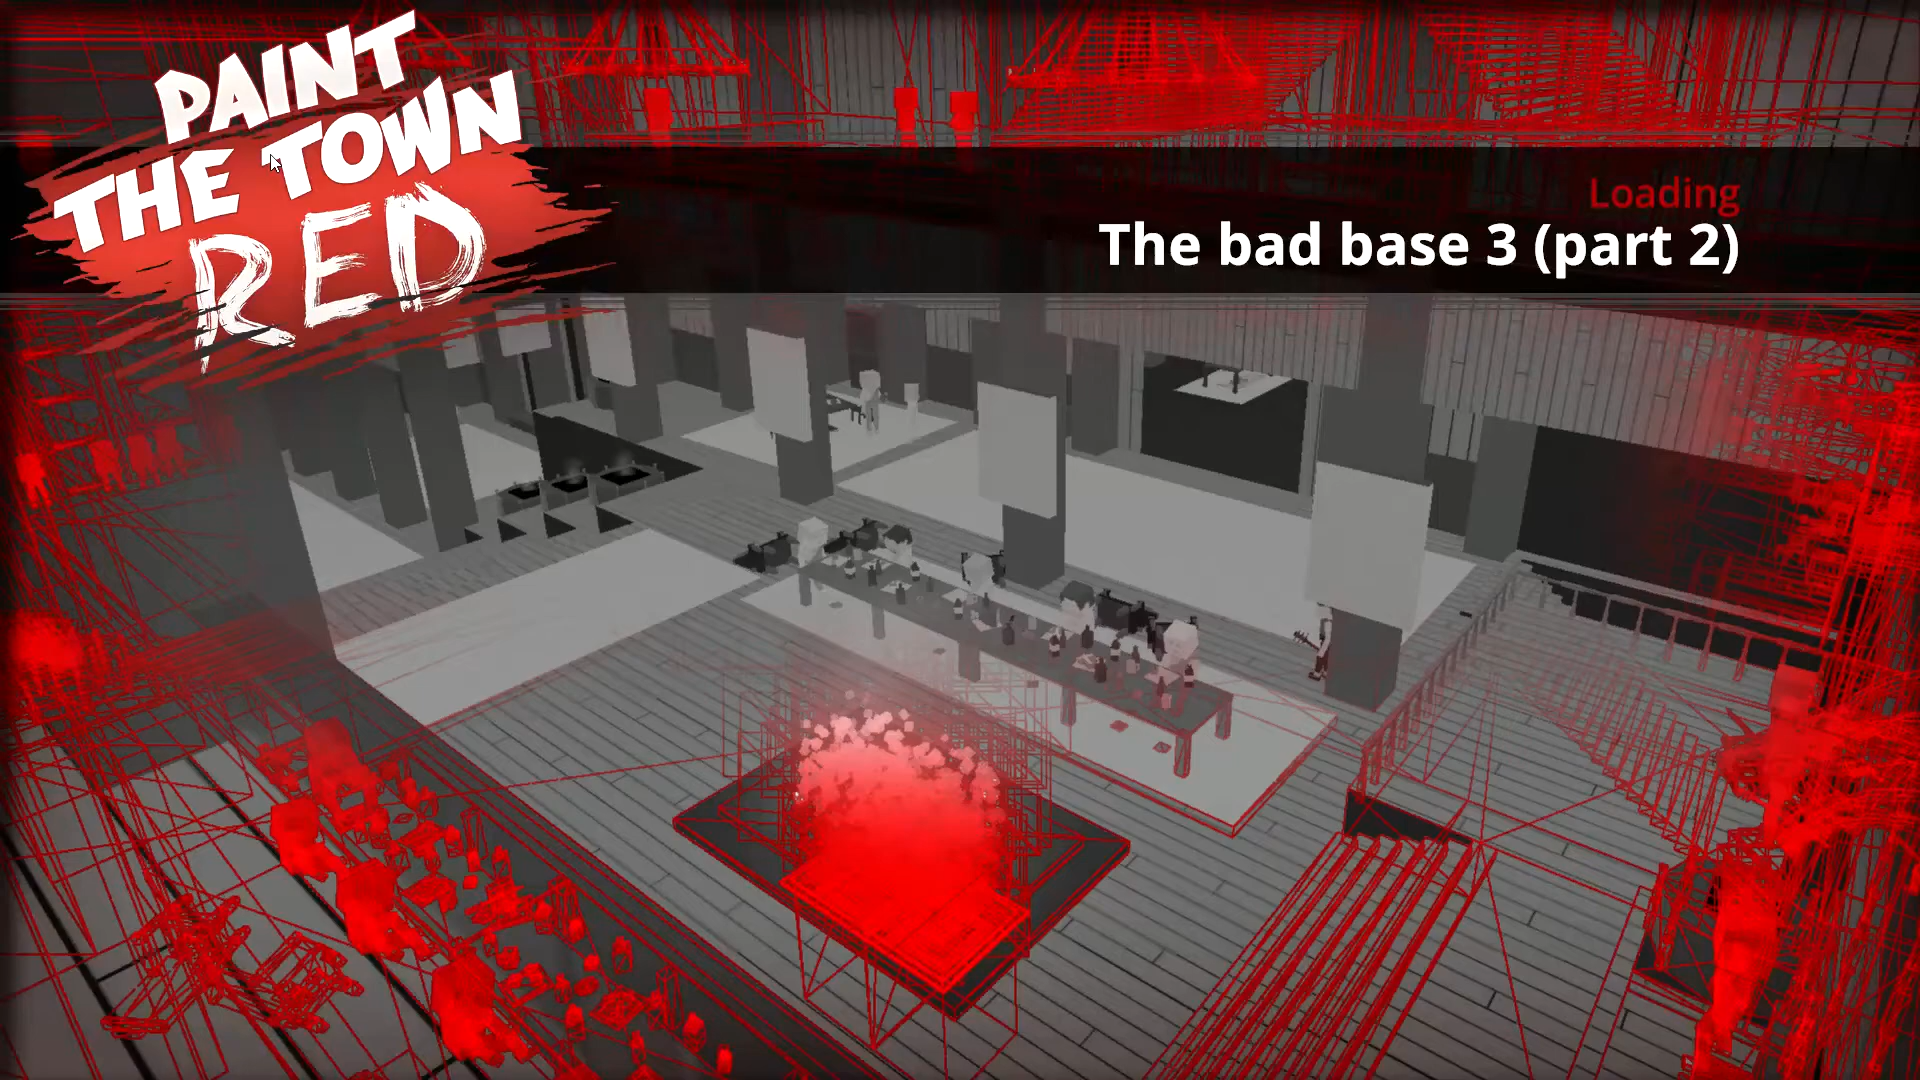 PAINT
THE TOWN
RED
Loading
The bad base 3 (part 2)